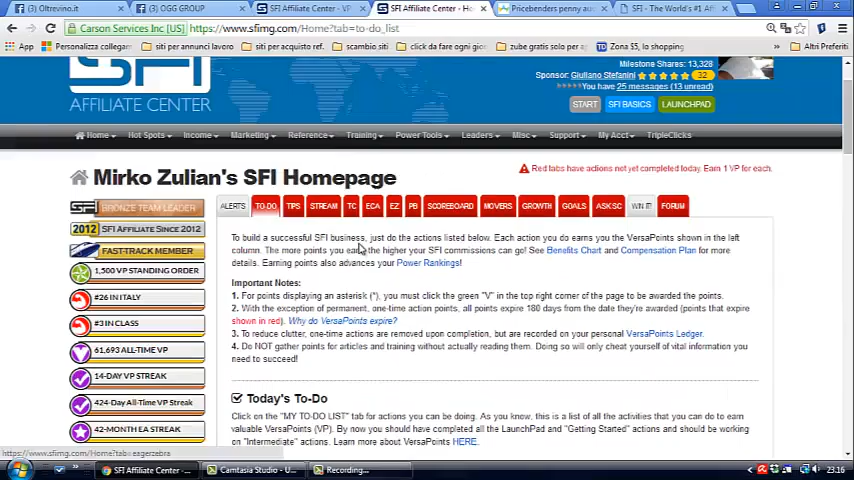 Oltrevino.it
OGG GROUP
SFI Affiliate Center - VP
SFI Affiliate Center - Ho
Pricebenders penny auc
SFI - The World's #1 Aff
Carson Services Inc [US]
https://www.sfimg.com/Home?tab=to-do_list
App
Personalizza collegam
siti per annunci lavoro
siti per acquisto ref.
scambio siti
click da fare ogni giorn
zube gratis solo per a
Zona $5, lo shopping
Altri Preferiti
SFI
AFFILIATE CENTER
Milestone Shares: 13,328
Sponsor: Giuliano Stefanini
32
You have 25 messages (13 unread)
START
SFI BASICS
LAUNCHPAD
Home
Hot Spots
Income
Marketing
Reference
Training
Power Tools
Leaders
Misc
Support
My Acct
TripleClicks
Mirko Zulian's SFI Homepage
Red tabs have actions not yet completed today. Earn 1 VP for each.
SFI BRONZE TEAM LEADER
2012 SFI AFFILIATE SINCE 2012
FAST-TRACK MEMBER
1,500 VP STANDING ORDER
#26 IN ITALY
#3 IN CLASS
61,693 ALL-TIME VP
14-DAY VP STREAK
424-Day All-Time VP Streak
42-MONTH EA STREAK
ALERTS
TO-DO
TIPS
STREAM
TC
ECA
EZ
PB
SCOREBOARD
MOVERS
GROWTH
GOALS
ASK SC
WIN IT!
FORUM
To build a successful SFI business, just do the actions listed below. Each action you do earns you the VersaPoints shown in the left
column. The more points you earn, the higher your SFI commissions can go! See Benefits Chart and Compensation Plan for more
details. Earning points also advances your Power Rankings!
Important Notes:
1. For points displaying an asterisk (*), you must click the green "V" in the top right corner of the page to be awarded the points.
2. With the exception of permanent, one-time action points, all points expire 180 days from the date they're awarded (points that expire
shown in red). Why do VersaPoints expire?
3. To reduce clutter, one-time actions are removed upon completion, but are recorded on your personal VersaPoints Ledger.
4. Do NOT gather points for articles and training without actually reading them. Doing so will only cheat yourself of vital information you
need to succeed!
Today's To-Do
Click on the "MY TO-DO LIST" tab for actions you can be doing. As you know, this is a list of all the activities that you can do to earn
valuable VersaPoints (VP). By now you should have completed all the LaunchPad and "Getting Started" actions and should be working
on "Intermediate" actions. Learn more about VersaPoints HERE.
https://www.sfimg.com/Home?tab=eagerzebra
SFI Affiliate Center -...
Camtasia Studio - U...
Recording...
23.16